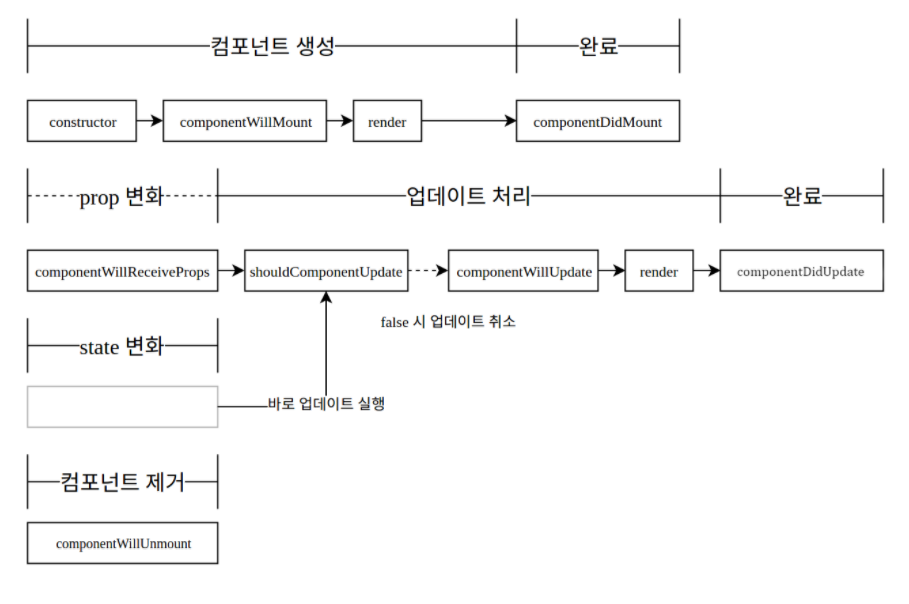 컴포넌트 생성
완료
constructor
componentWillMount
render
componentDidMount
prop 변화
업데이트 처리
완료
componentWillReceiveProps
shouldComponentUpdate
componentWillUpdate
render
componentDidUpdate
false 시 업데이트 취소
state 변화
바로 업데이트 실행
컴포넌트 제거
componentWillUnmount